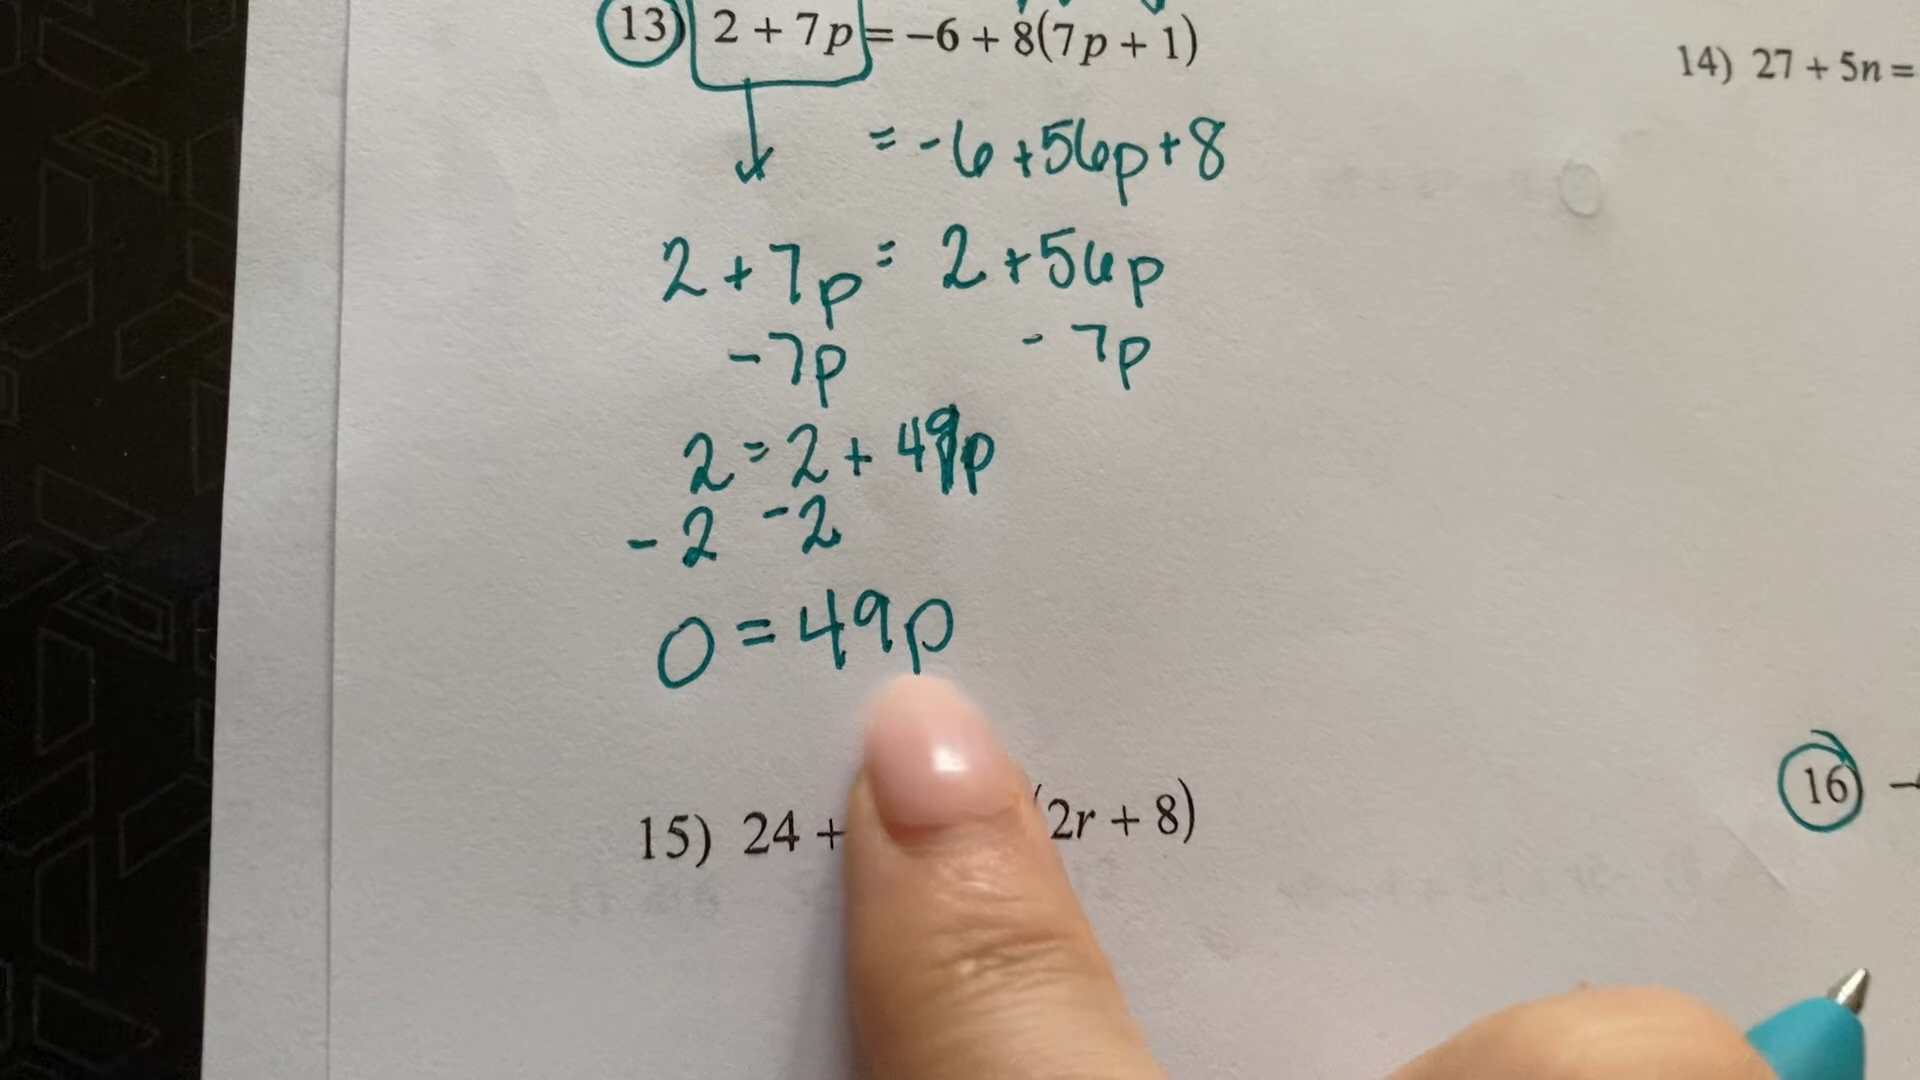 13) 2 + 7p = −6 + 8(7p + 1)
14) 27 + 5n =
= -6 +56p+8
2 + 7p = 2 +56p
-7p - 7p
2 = 2 + 49p
- 2 -2
0 = 49p
15) 24 + (2r + 8)
16) −